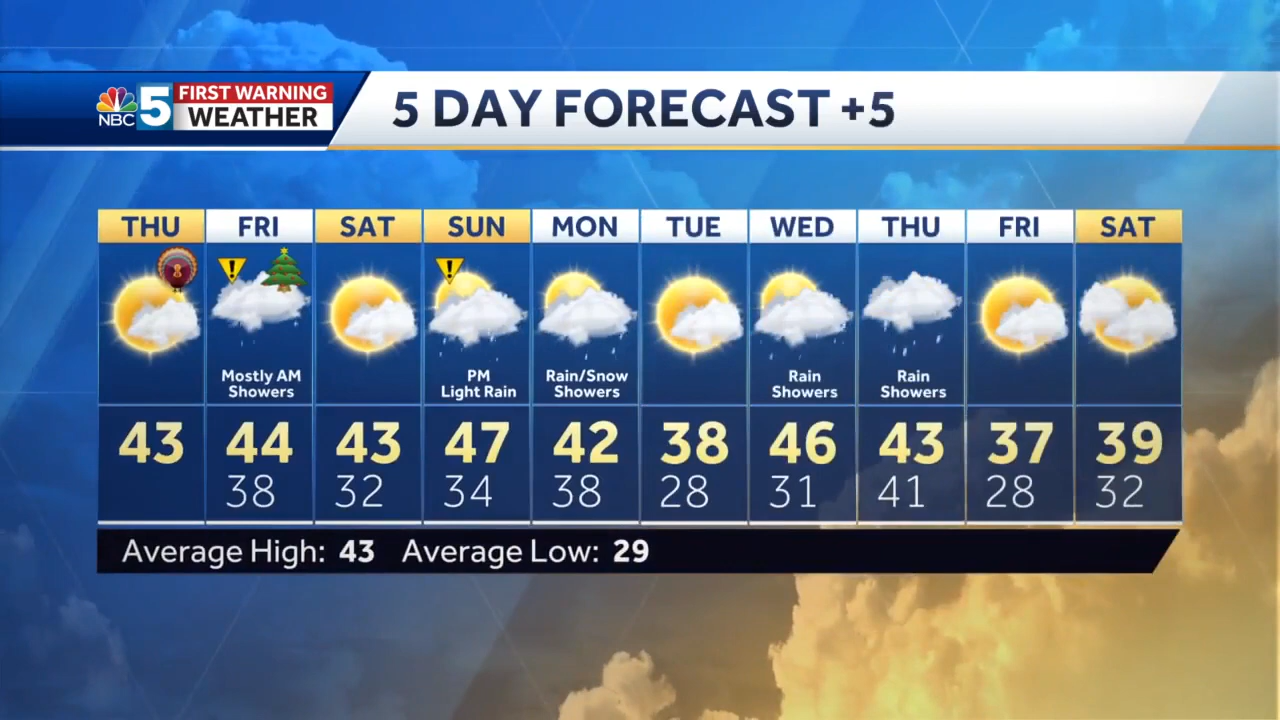 NBC 5 FIRST WARNING WEATHER
5 DAY FORECAST +5
THU FRI SAT SUN MON TUE WED THU FRI SAT
! !
Mostly AM PM Rain/Snow Rain Rain
Showers Light Rain Showers Showers Showers
43 44 43 47 42 38 46 43 37 39
38 32 34 38 28 31 41 28 32
Average High: 43 Average Low: 29